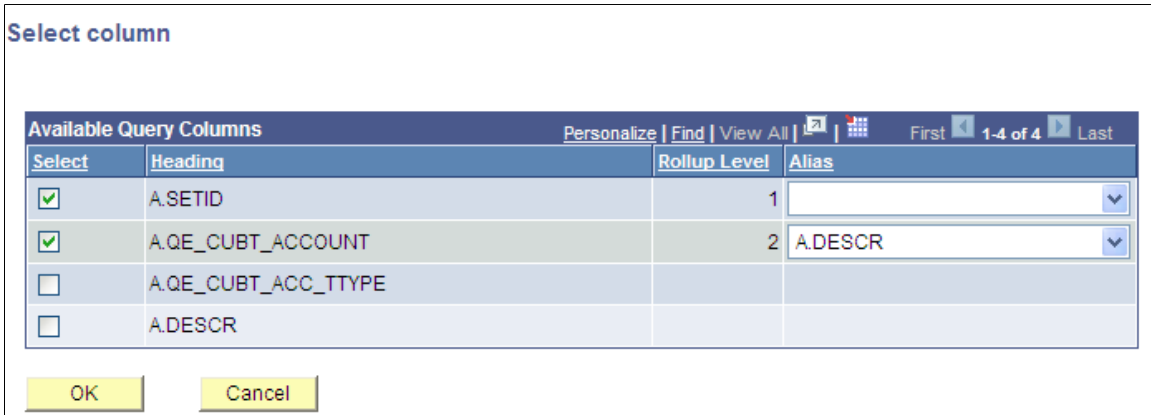 Select column
Available Query Columns Personalize | Find | View All | | First 1-4 of 4 Last
Select Heading Rollup Level Alias
A.SETID 1
A.QE_CUBT_ACCOUNT 2 A.DESCR
A.QE_CUBT_ACC_TTYPE
A.DESCR
OK Cancel